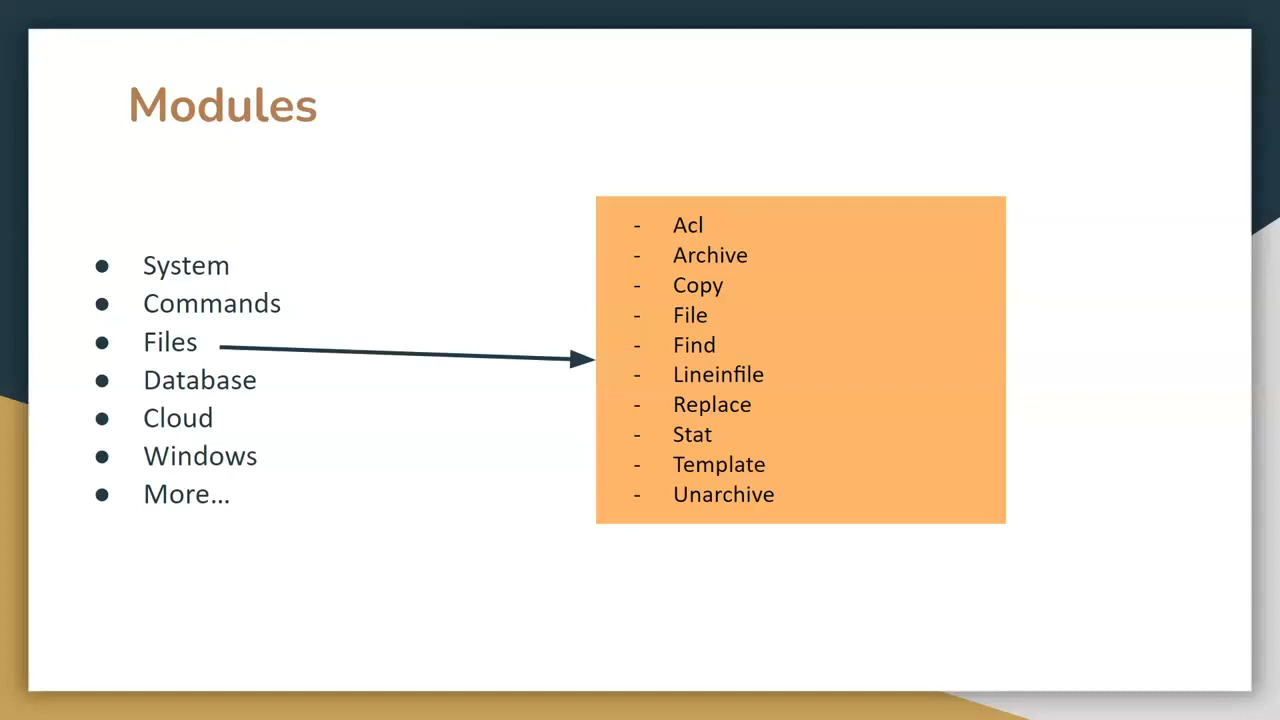 Modules
● System
● Commands
● Files
● Database
● Cloud
● Windows
● More...
- Acl
- Archive
- Copy
- File
- Find
- Lineinfile
- Replace
- Stat
- Template
- Unarchive